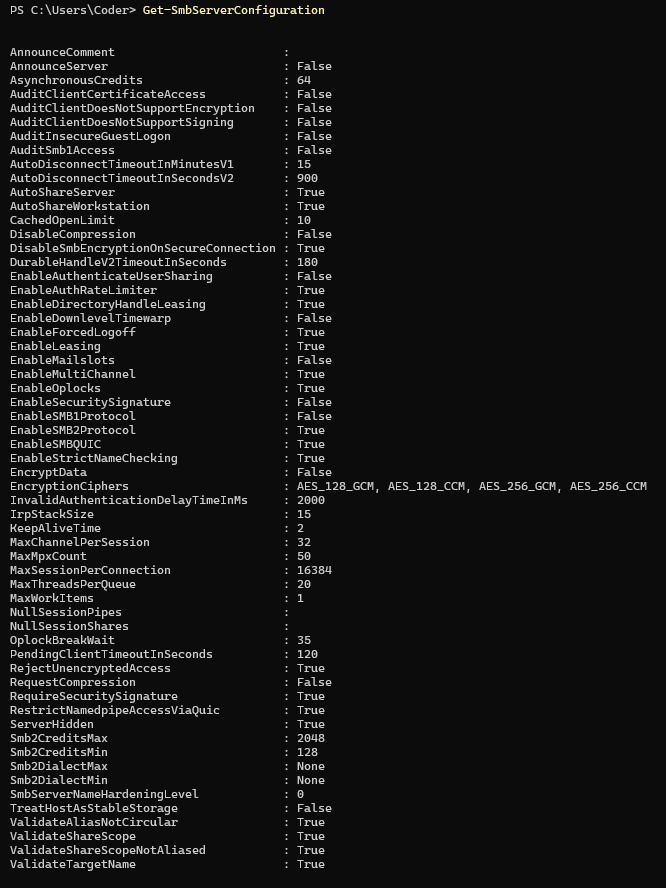 PS C:\Users\Coder> Get-SmbServerConfiguration
AnnounceComment :
AnnounceServer : False
AsynchronousCredits : 64
AuditClientCertificateAccess : False
AuditClientDoesNotSupportEncryption : False
AuditClientDoesNotSupportSigning : False
AuditInsecureGuestLogon : False
AuditSmb1Access : False
AutoDisconnectTimeoutInMinutesV1 : 15
AutoDisconnectTimeoutInSecondsV2 : 900
AutoShareServer : True
AutoShareWorkstation : True
CachedOpenLimit : 10
DisableCompression : False
DisableSmbEncryptionOnSecureConnection : True
DurableHandleV2TimeoutInSeconds : 180
EnableAuthenticateUserSharing : False
EnableAuthRateLimiter : True
EnableDirectoryHandleLeasing : True
EnableDownlevelTimewarp : False
EnableForcedLogoff : True
EnableLeasing : True
EnableMailslots : False
EnableMultiChannel : True
EnableOplocks : True
EnableSecuritySignature : False
EnableSMB1Protocol : False
EnableSMB2Protocol : True
EnableSMBQUIC : True
EnableStrictNameChecking : True
EncryptData : False
EncryptionCiphers : AES_128_GCM, AES_128_CCM, AES_256_GCM, AES_256_CCM
InvalidAuthenticationDelayTimeInMs : 2000
IrpStackSize : 15
KeepAliveTime : 2
MaxChannelPerSession : 32
MaxMpxCount : 50
MaxSessionPerConnection : 16384
MaxThreadsPerQueue : 20
MaxWorkItems : 1
NullSessionPipes :
NullSessionShares :
OplockBreakWait : 35
PendingClientTimeoutInSeconds : 120
RejectUnencryptedAccess : True
RequestCompression : False
RequireSecuritySignature : True
RestrictNamedpipeAccessViaQuic : True
ServerHidden : True
Smb2CreditsMax : 2048
Smb2CreditsMin : 128
Smb2DialectMax : None
Smb2DialectMin : None
SmbServerNameHardeningLevel : 0
TreatHostAsStableStorage : False
ValidateAliasNotCircular : True
ValidateShareScope : True
ValidateShareScopeNotAliased : True
ValidateTargetName : True